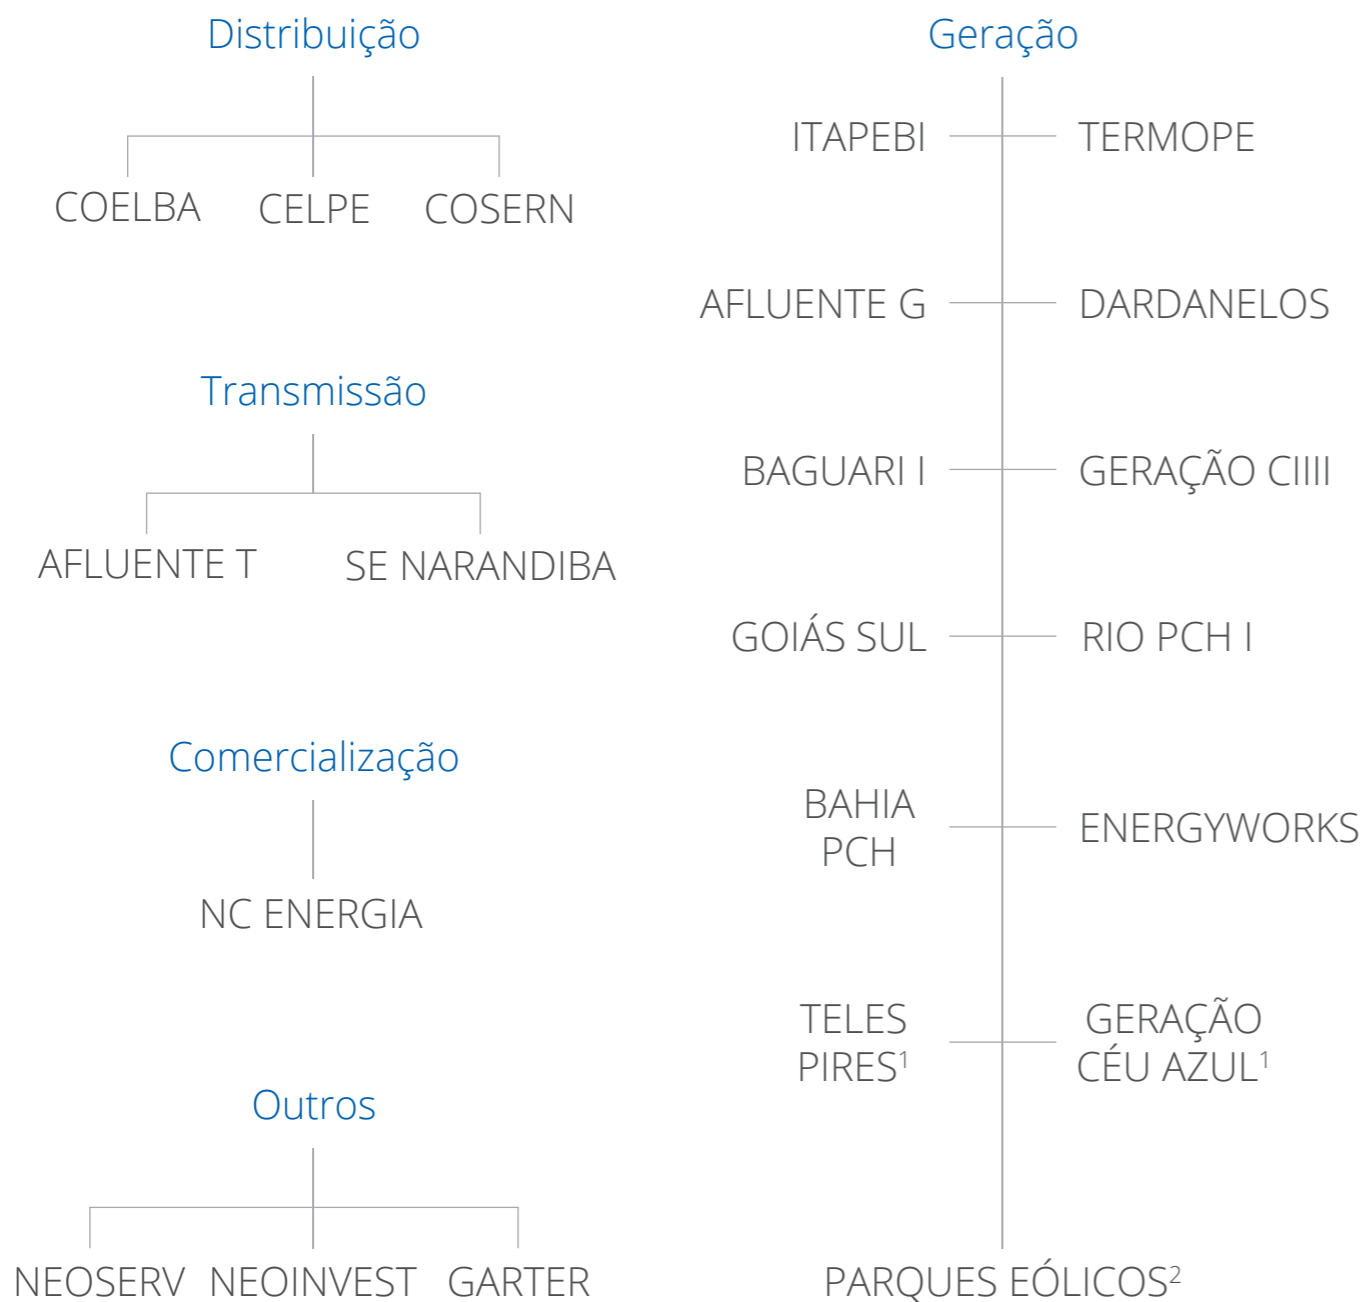 Distribuição
COELBA
CELPE
COSERN
Transmissão
AFLUENTE T
SE NARANDIBA
Comercialização
NC ENERGIA
Outros
NEOSERV
NEOINVEST
GARTER
Geração
ITAPEBI
TERMOPE
AFLUENTE G
DARDANELOS
BAGUARI I
GERAÇÃO CIIII
GOIÁS SUL
RIO PCH I
BAHIA
PCH
ENERGYWORKS
TELES
PIRES¹
GERAÇÃO
CÉU AZUL¹
PARQUES EÓLICOS²